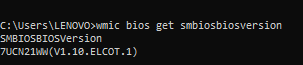 C:\Users\LENOVO>wmic bios get smbiosbiosversion
SMBIOSBIOSVersion
7UCN21WW(V1.10.ELCOT.1)